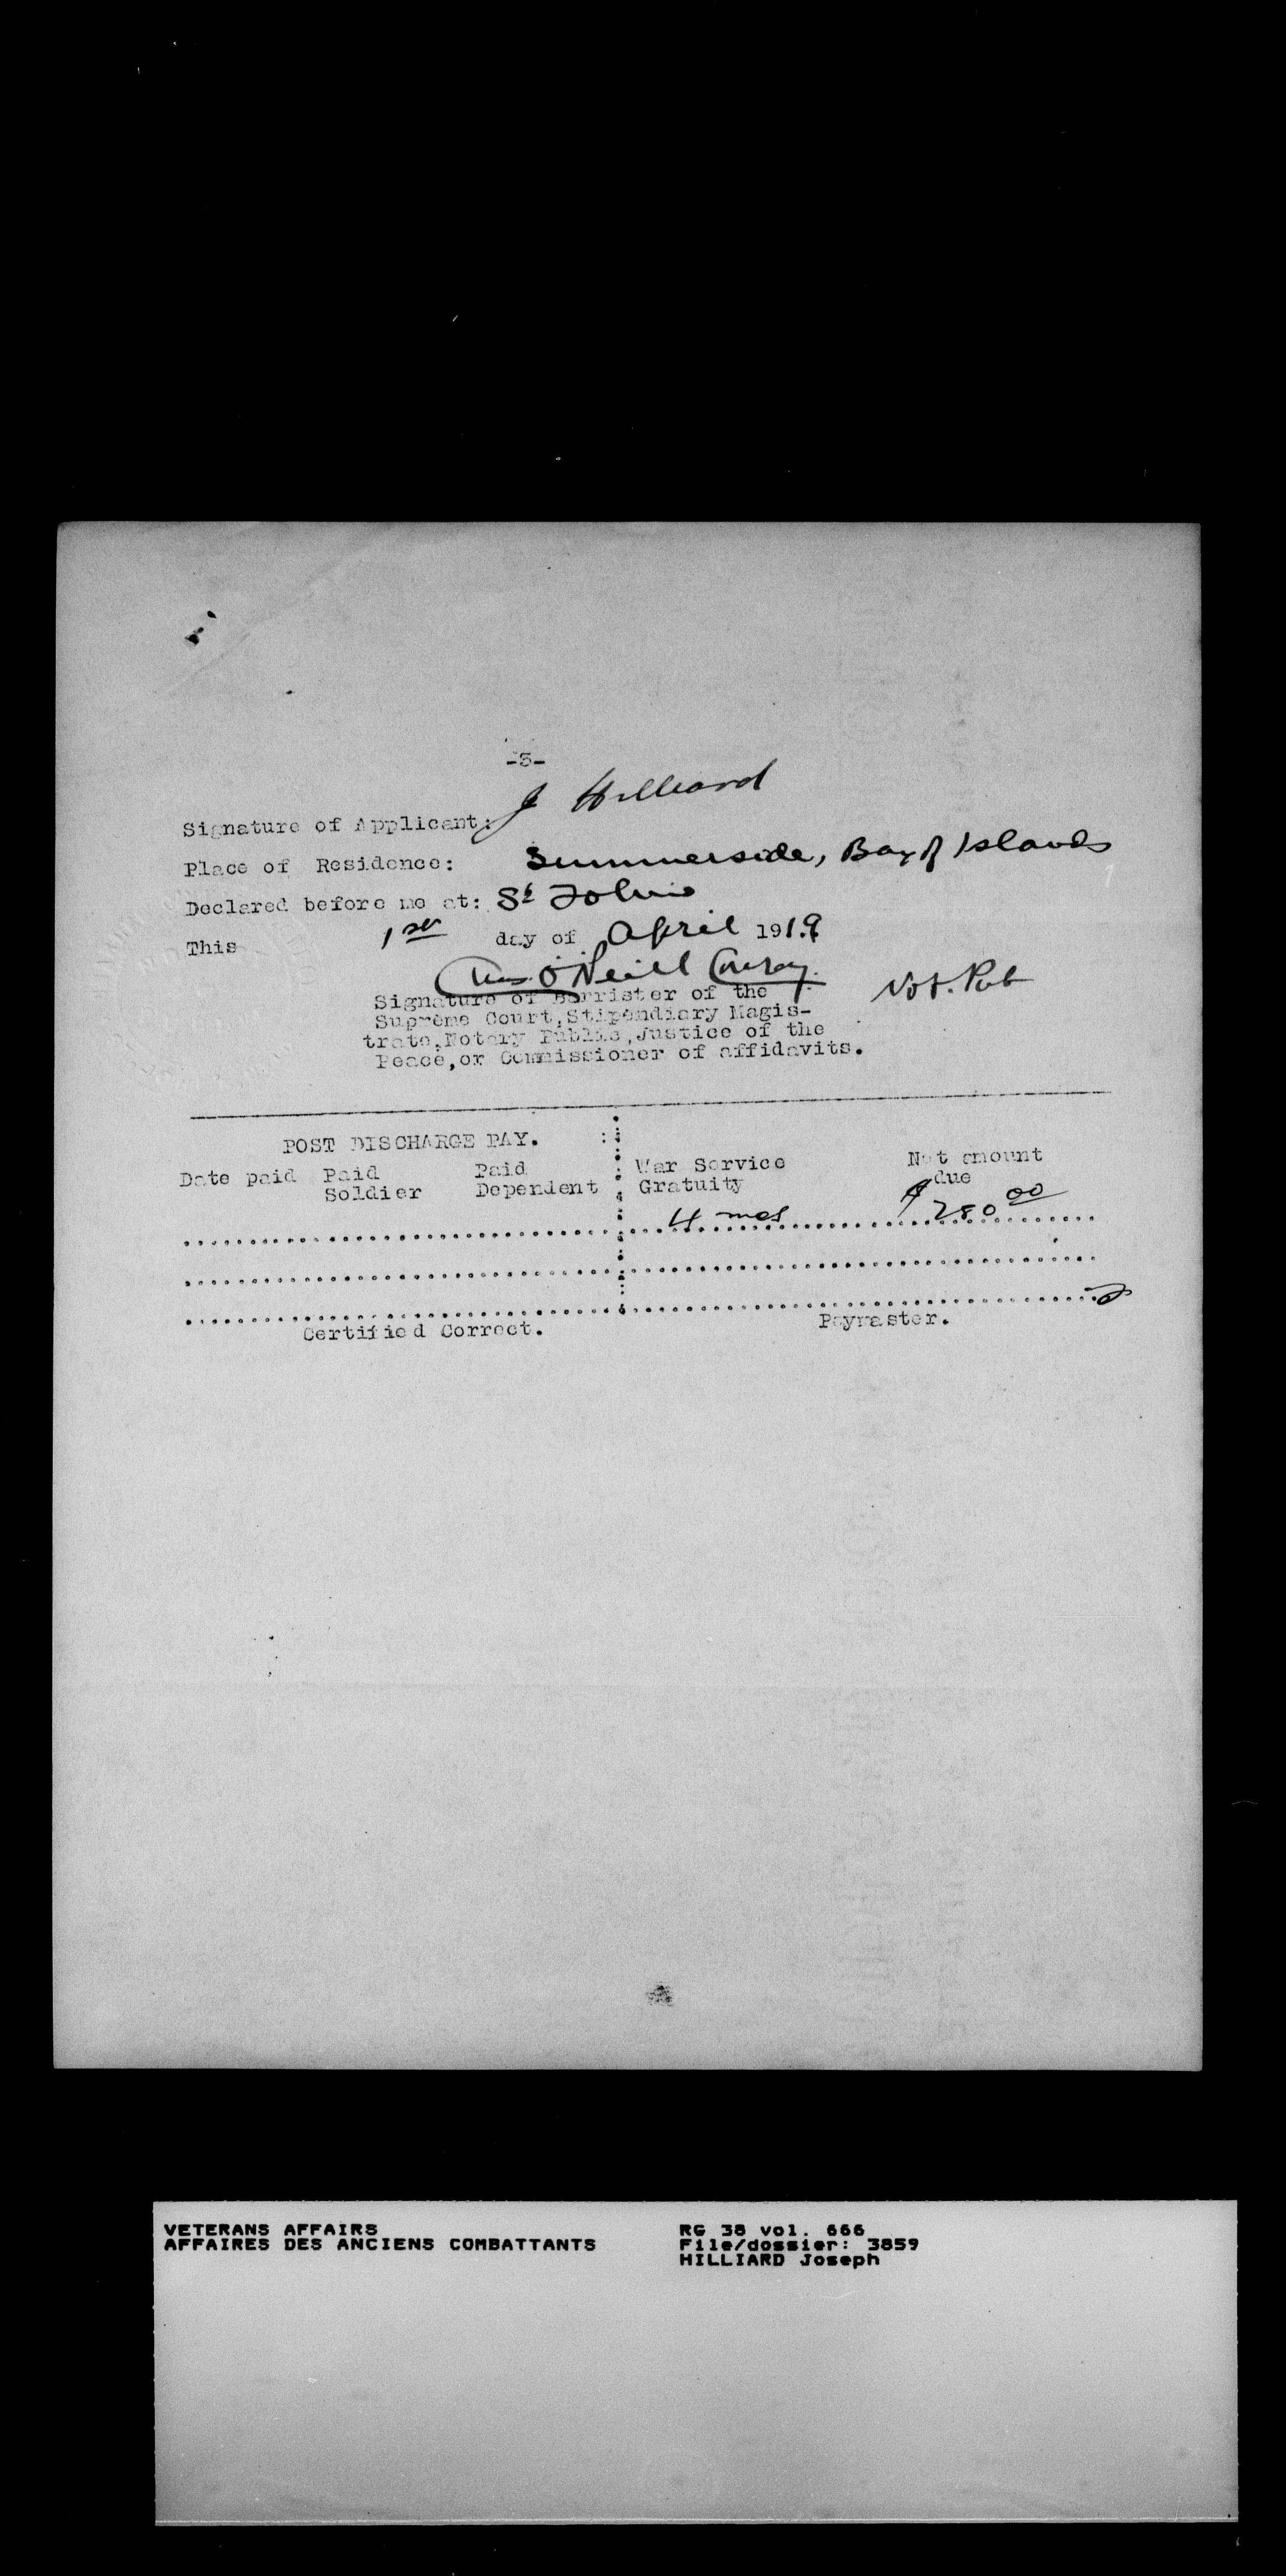 -3-
Signature of Applicant: J Hilliard
Place of Residence: Summerside, Bay of Islands
Declared before me at: St Johns
This 1st day of April 1919
O'Neill Conroy Not. Pub
Signature of Barrister of the
Supreme Court, Stipendiary Magis-
trate, Notary Public, Justice of the
Peace, or Commissioner of affidavits.
POST DISCHARGE PAY.
Date paid Paid Soldier Paid Dependent War Service Gratuity Net amount due
4 mos $280 00
Certified Correct. Paymaster.
VETERANS AFFAIRS
AFFAIRES DES ANCIENS COMBATTANTS
RG 38 vol. 666
File/dossier: 3859
HILLIARD Joseph